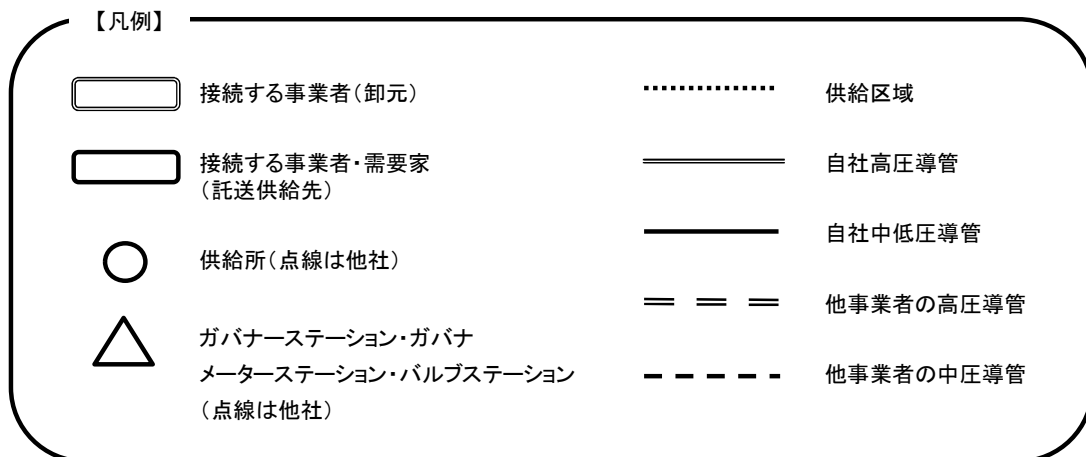 【凡例】
接続する事業者(卸元)
接続する事業者・需要家
(託送供給先)
供給所(点線は他社)
ガバナーステーション・ガバナ
メーターステーション・バルブステーション
(点線は他社)
供給区域
自社高圧導管
自社中低圧導管
他事業者の高圧導管
他事業者の中圧導管